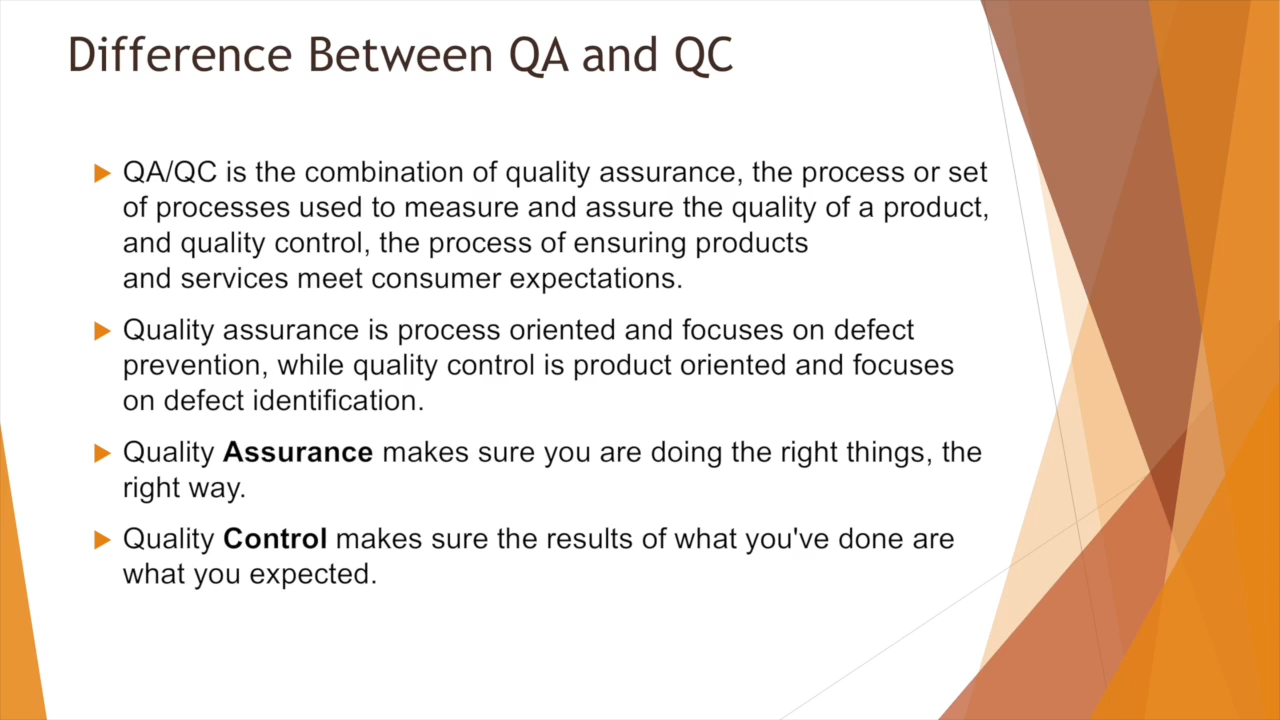 Difference Between QA and QC
QA/QC is the combination of quality assurance, the process or set
of processes used to measure and assure the quality of a product,
and quality control, the process of ensuring products
and services meet consumer expectations.
Quality assurance is process oriented and focuses on defect
prevention, while quality control is product oriented and focuses
on defect identification.
Quality Assurance makes sure you are doing the right things, the
right way.
Quality Control makes sure the results of what you've done are
what you expected.